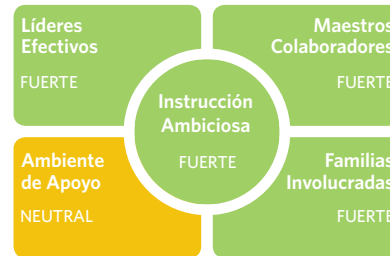 Líderes
Efectivos
FUERTE
Maestros
Colaboradores
FUERTE
Instrucción
Ambiciosa
FUERTE
Ambiente
de Apoyo
NEUTRAL
Familias
Involucradas
FUERTE